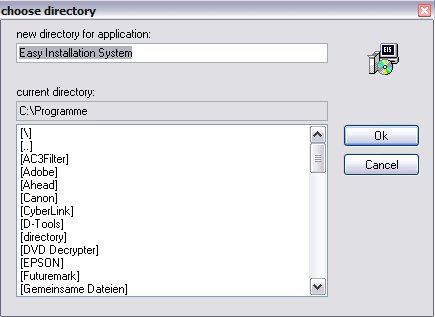 choose directory
new directory for application:
Easy Installation System
EIS
current directory:
C:\Programme
[\]
[..]
[AC3Filter]
[Adobe]
[Ahead]
[Canon]
[CyberLink]
[D-Tools]
[directory]
[DVD Decrypter]
[EPSON]
[Futuremark]
[Gemeinsame Dateien]
Ok
Cancel